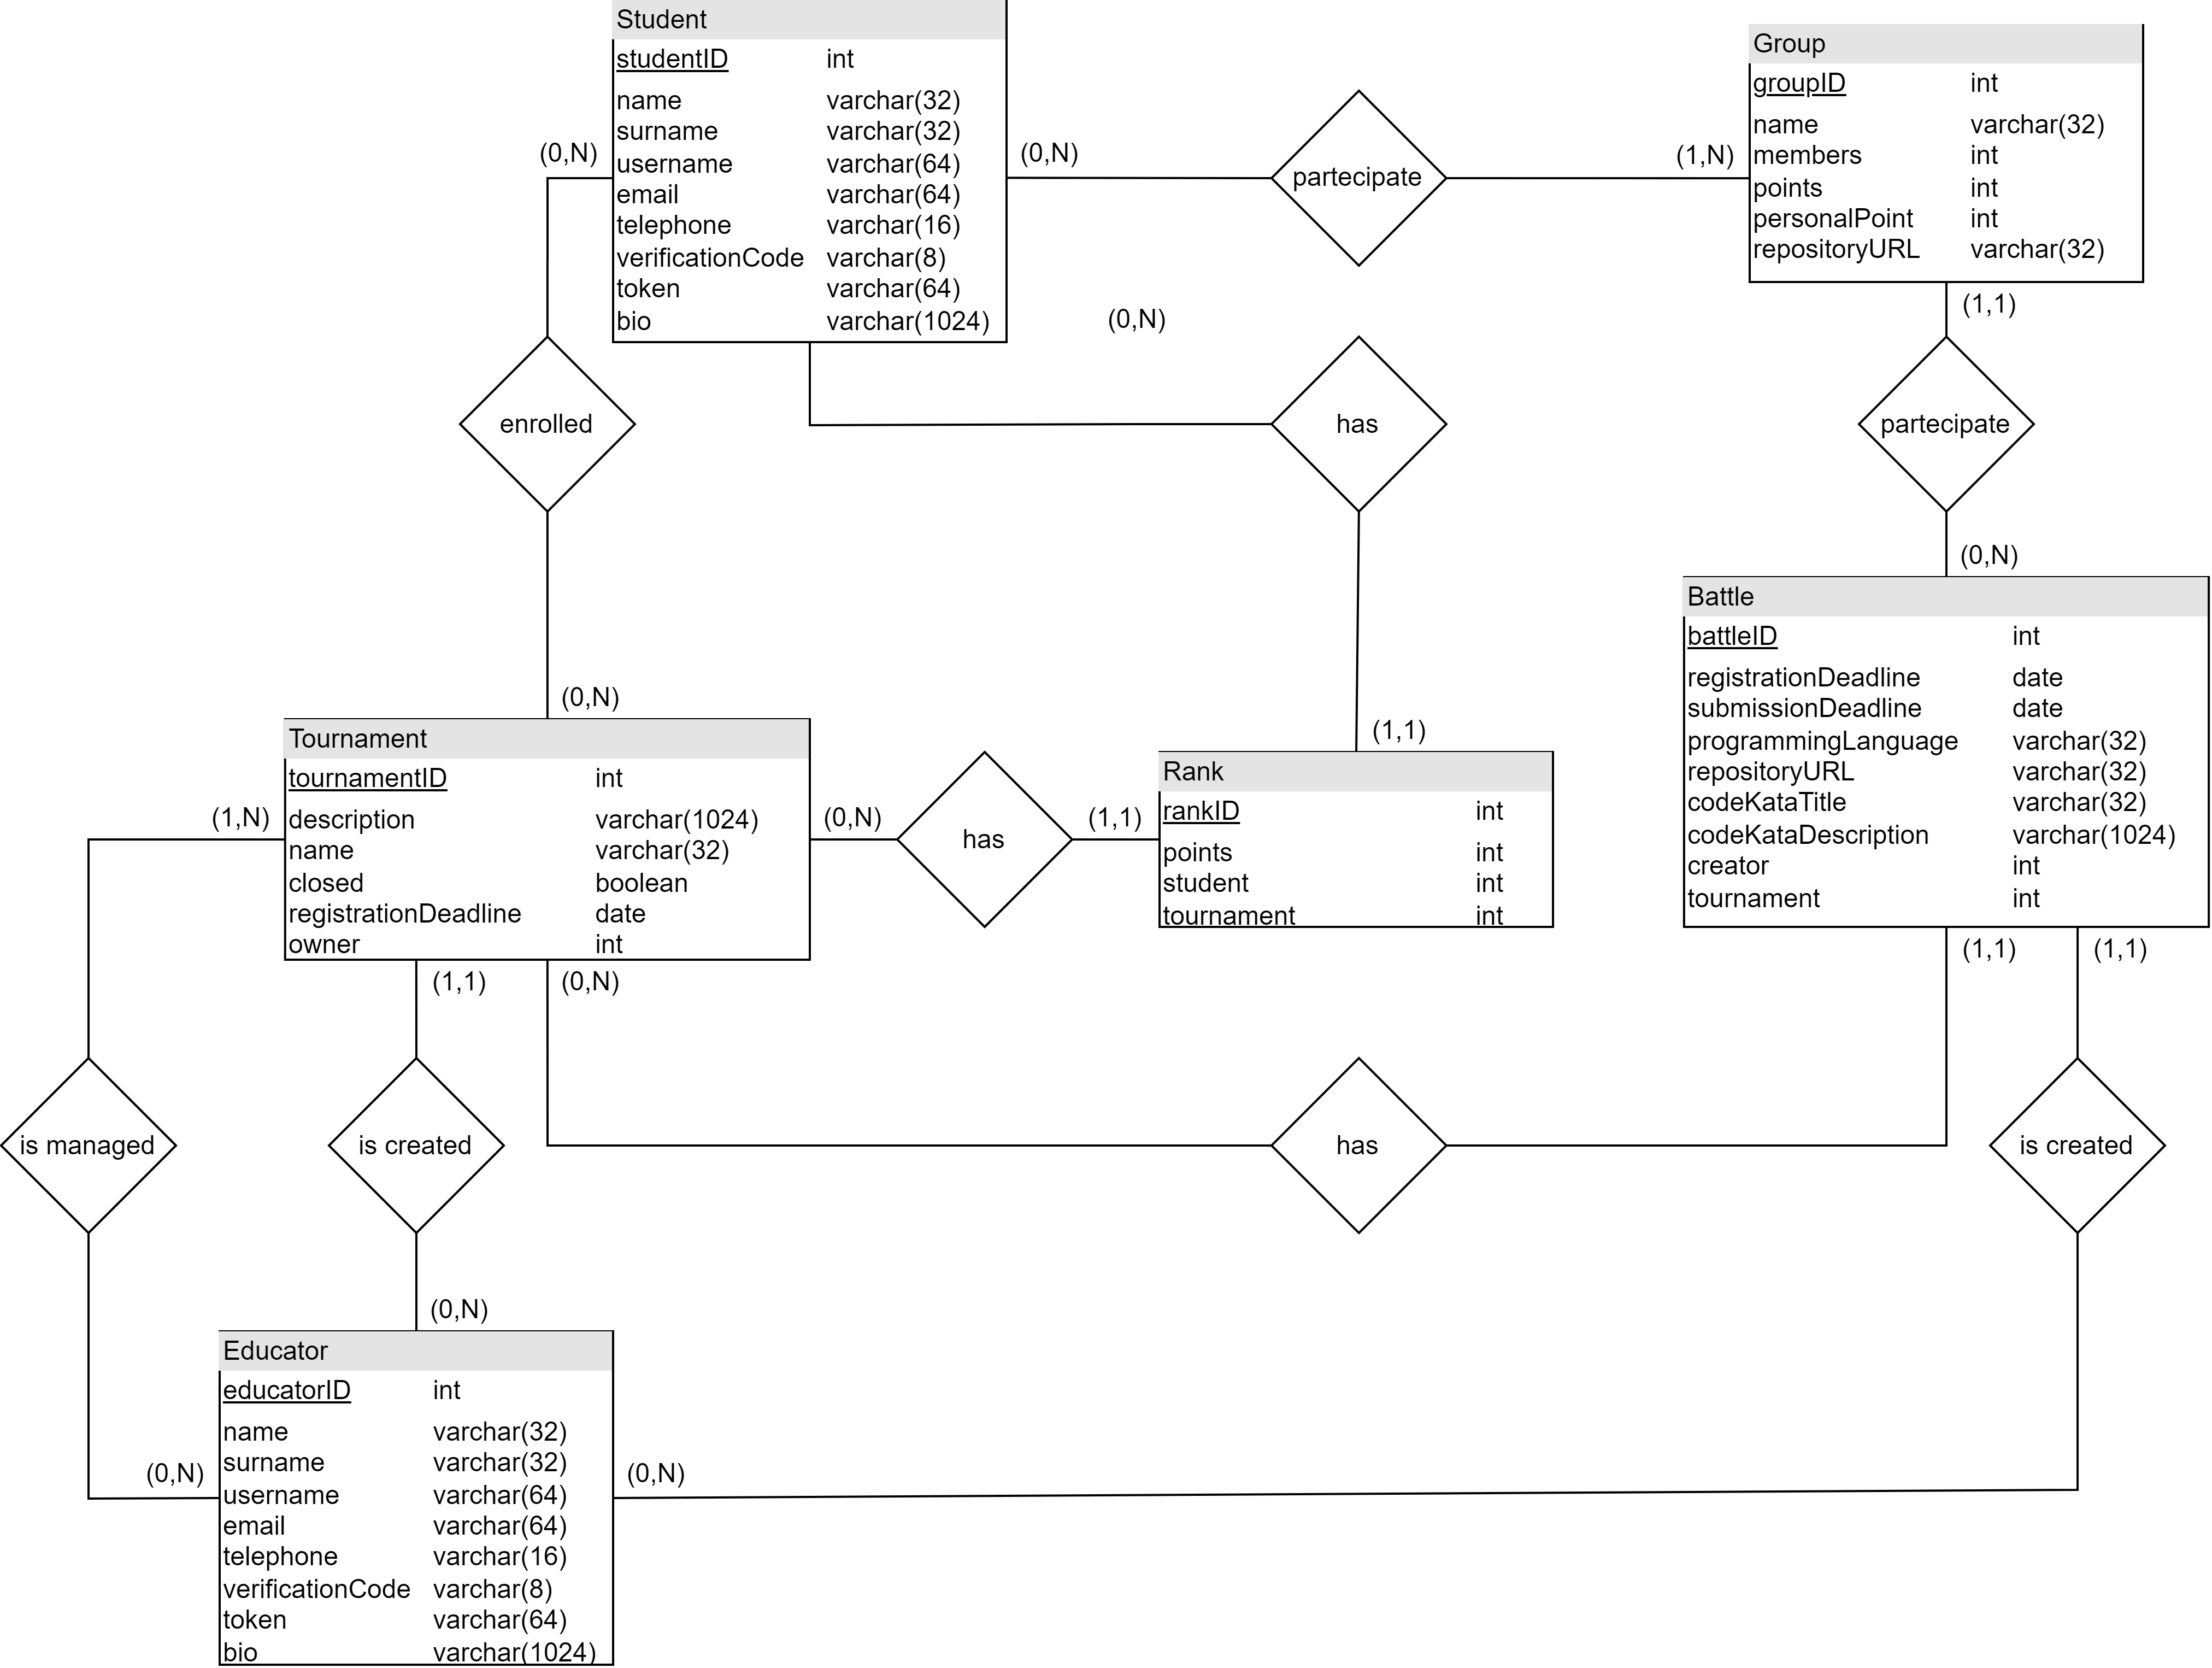 Student
studentID int
name varchar(32)
surname varchar(32)
username varchar(64)
email varchar(64)
telephone varchar(16)
verificationCode varchar(8)
token varchar(64)
bio varchar(1024)
(0,N)
(0,N)
partecipate
(1,N)
Group
groupID int
name varchar(32)
members int
points int
personalPoint int
repositoryURL varchar(32)
(0,N)
(1,1)
enrolled
has
partecipate
(0,N)
(0,N)
(1,1)
Battle
battleID int
registrationDeadline date
submissionDeadline date
programmingLanguage varchar(32)
repositoryURL varchar(32)
codeKataTitle varchar(32)
codeKataDescription varchar(1024)
creator int
tournament int
Tournament
tournamentID int
description varchar(1024)
name varchar(32)
closed boolean
registrationDeadline date
owner int
(1,N)
(0,N)
has
(1,1)
Rank
rankID int
points int
student int
tournament int
(1,1)
(0,N)
(1,1)
(1,1)
is managed
is created
has
is created
(0,N)
Educator
educatorID int
name varchar(32)
surname varchar(32)
username varchar(64)
email varchar(64)
telephone varchar(16)
verificationCode varchar(8)
token varchar(64)
bio varchar(1024)
(0,N)
(0,N)